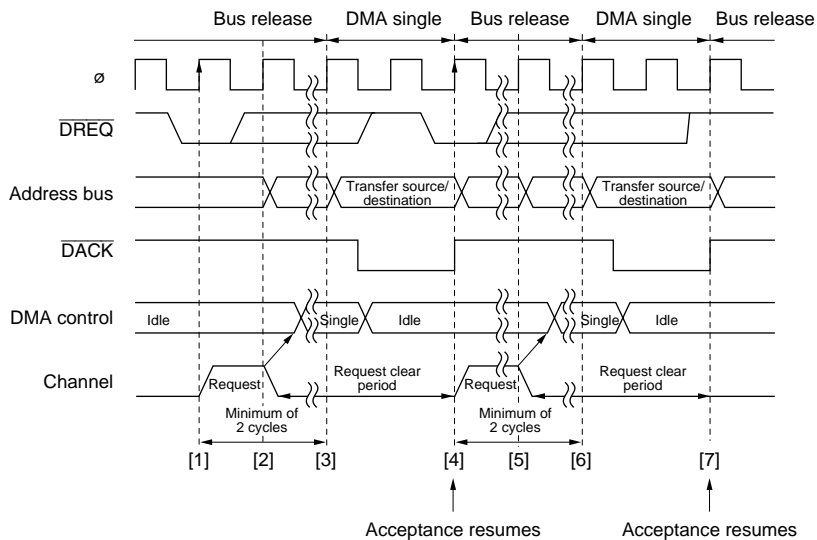 Bus release DMA single Bus release DMA single Bus release
ø
DREQ
Address bus Transfer source/ destination Transfer source/ destination
DACK
DMA control Idle Single Idle Single Idle
Channel Request Request clear period Request Request clear period
Minimum of 2 cycles Minimum of 2 cycles
[1] [2] [3] [4] [5] [6] [7]
Acceptance resumes Acceptance resumes